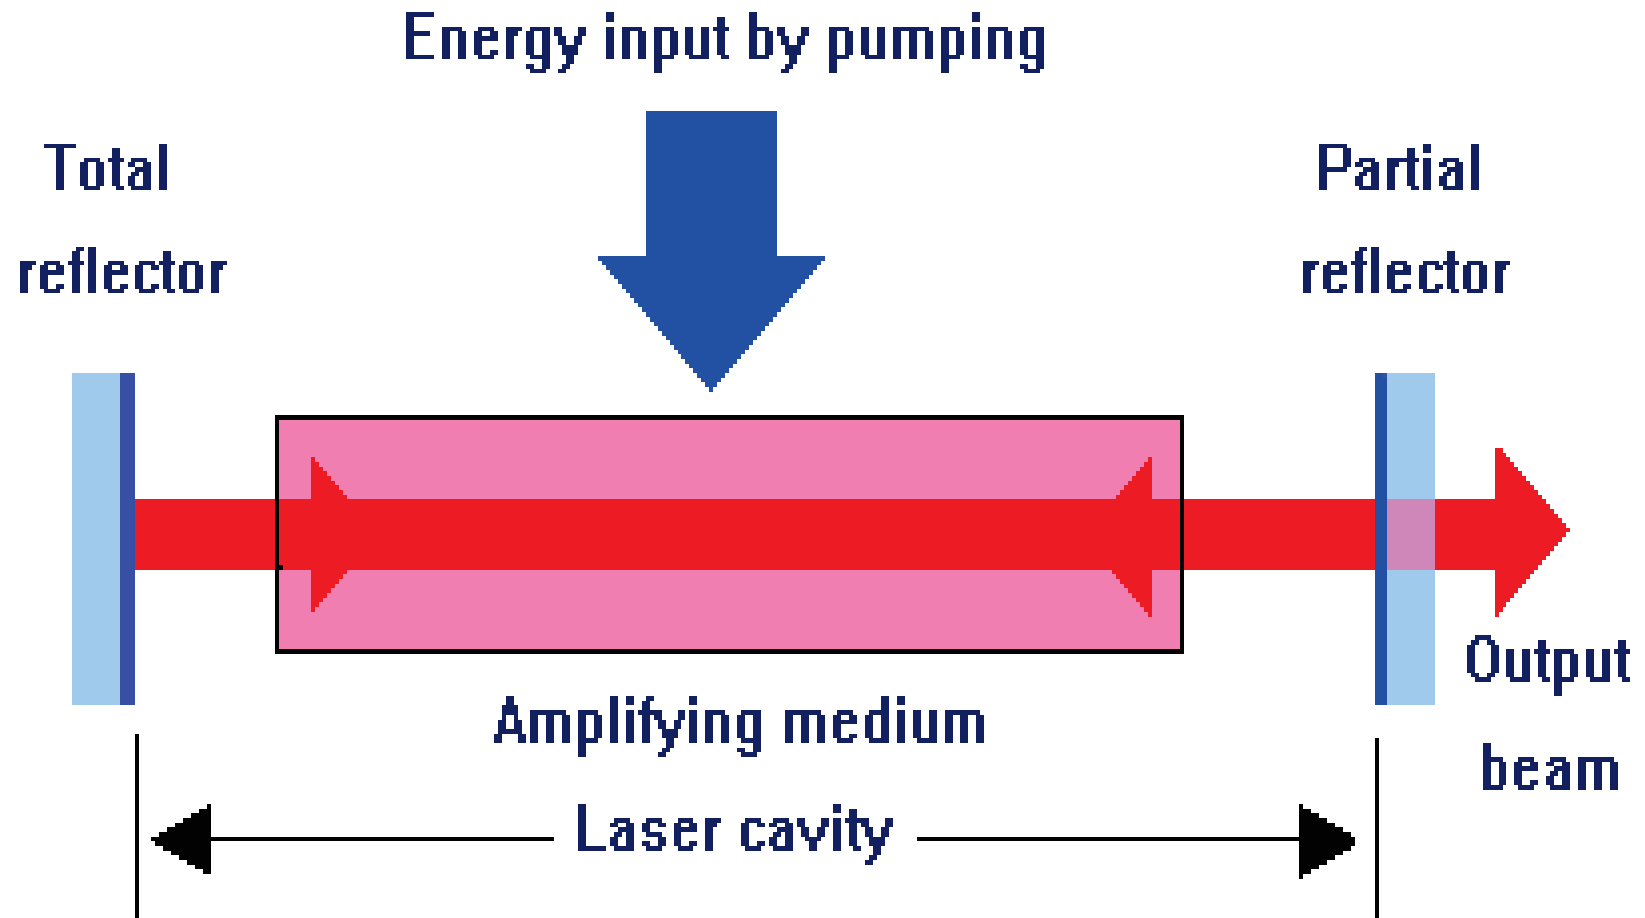 Energy input by pumping
Total
reflector
Partial
reflector
Output
beam
Amplifying medium
Laser cavity